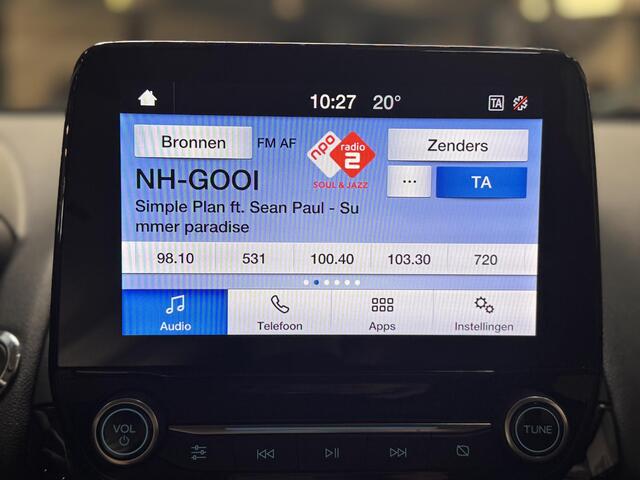 10:27 20° TA
Bronnen FM AF npo radio 2 Zenders
SOUL & JAZZ
NH-GOOI ... TA
Simple Plan ft. Sean Paul - Su
mmer paradise
98.10 531 100.40 103.30 720
Audio Telefoon Apps Instellingen
VOL TUNE